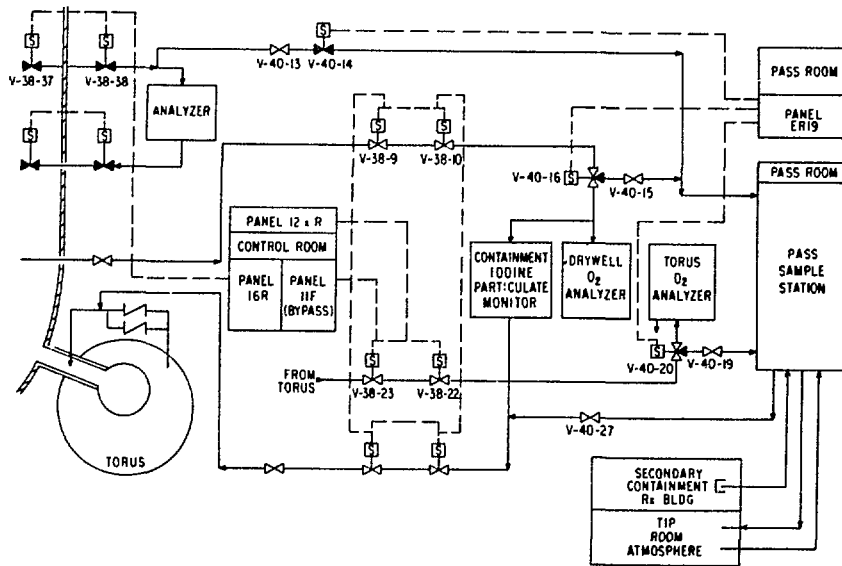 S
S
S
V-38-37
V-38-38
V-40-13
V-40-14
PASS ROOM
PANEL
ER19
ANALYZER
S
S
S
S
V-38-9
V-38-10
V-40-16
S
V-40-15
PASS ROOM
PASS
SAMPLE
STATION
PANEL 12 x R
CONTROL ROOM
PANEL
16R
PANEL
11F
(BYPASS)
CONTAINMENT
IODINE
PARTICULATE
MONITOR
DRYWELL
O2
ANALYZER
TORUS
O2
ANALYZER
S
S
S
V-40-20
V-40-19
FROM
TORUS
V-38-23
V-38-22
V-40-27
S
S
TORUS
SECONDARY
CONTAINMENT
Rx BLDG
TIP
ROOM
ATMOSPHERE